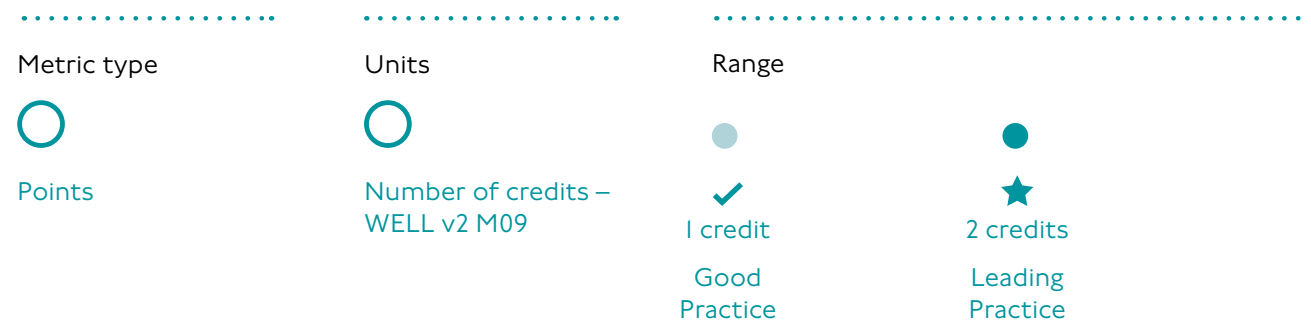 Metric type
Units
Range
Points
Number of credits –
WELL v2 M09
1 credit
2 credits
Good
Practice
Leading
Practice